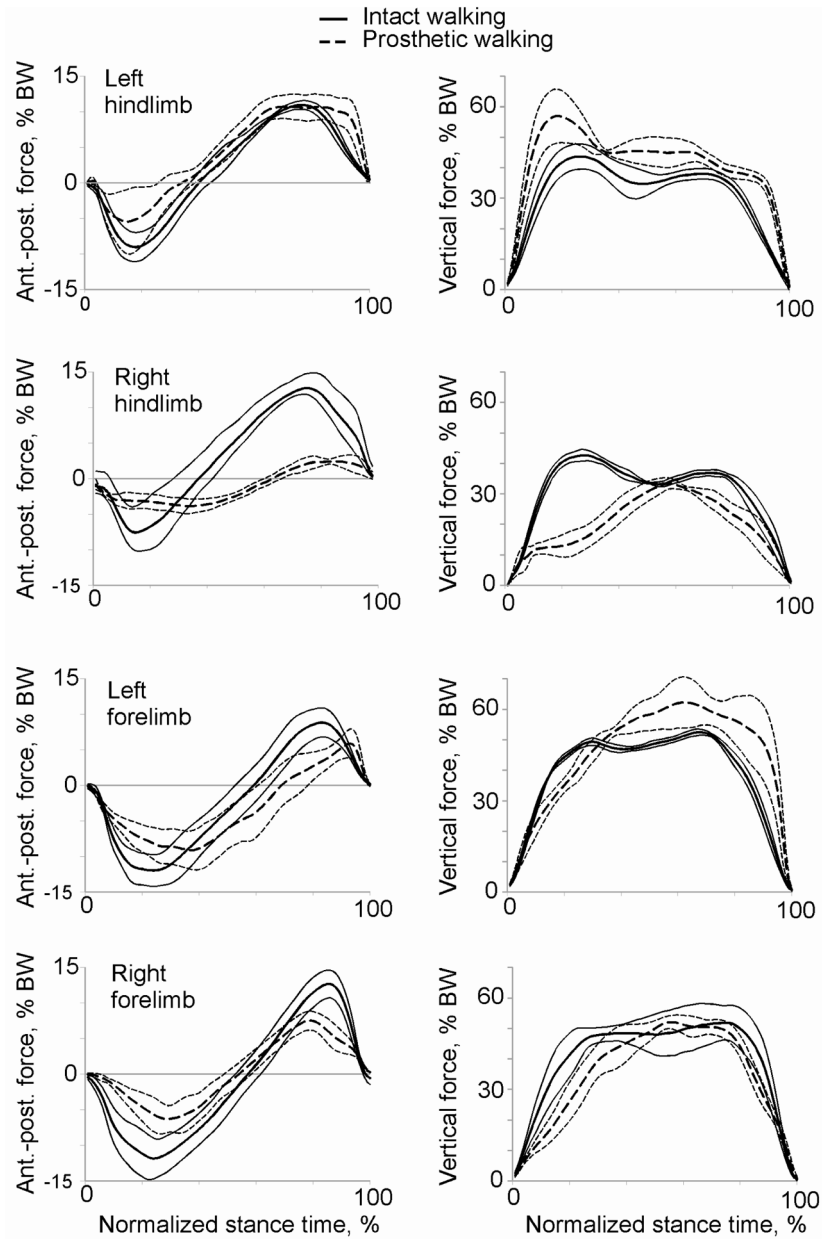 Intact walking
Prosthetic walking
Left
hindlimb
Ant.-post. force, % BW
15
0
-15
0
100
Vertical force, % BW
60
30
0
0
100
Right
hindlimb
Ant.-post. force, % BW
15
0
-15
0
100
Vertical force, % BW
60
30
0
0
100
Left
forelimb
Ant.-post. force, % BW
15
0
-15
0
100
Vertical force, % BW
60
30
0
0
100
Right
forelimb
Ant.-post. force, % BW
15
0
-15
0
100
Normalized stance time, %
Vertical force, % BW
60
30
0
0
100
Normalized stance time, %